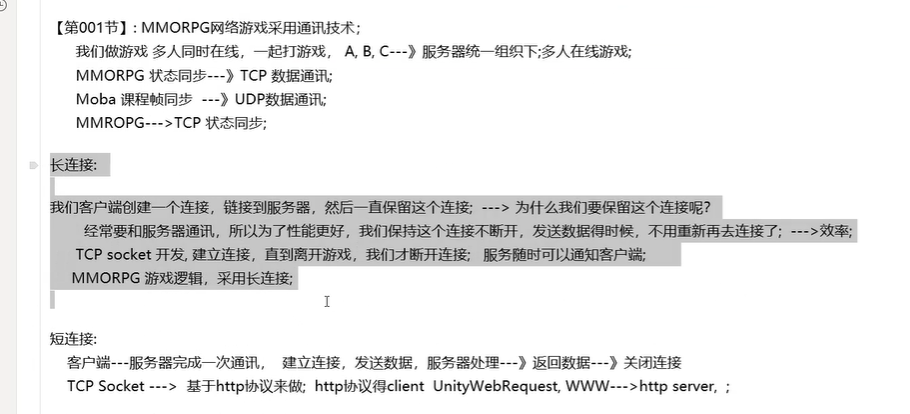 【第001节】: MMORPG网络游戏采用通讯技术;
我们做游戏 多人同时在线，一起打游戏， A, B, C---》服务器统一组织下;多人在线游戏;
MMORPG 状态同步---》TCP 数据通讯;
Moba 课程帧同步 ---》UDP数据通讯;
MMROPG--->TCP 状态同步;
长连接:
我们客户端创建一个连接，链接到服务器，然后一直保留这个连接; ---> 为什么我们要保留这个连接呢?
经常要和服务器通讯，所以为了性能更好，我们保持这个连接不断开，发送数据得时候，不用重新再去连接了; --->效率;
TCP socket 开发, 建立连接，直到离开游戏，我们才断开连接; 服务随时可以通知客户端;
MMORPG 游戏逻辑，采用长连接;
短连接:
客户端---服务器完成一次通讯， 建立连接，发送数据，服务器处理---》返回数据---》关闭连接
TCP Socket ---> 基于http协议来做; http协议得client UnityWebRequest, WWW--->http server, ;